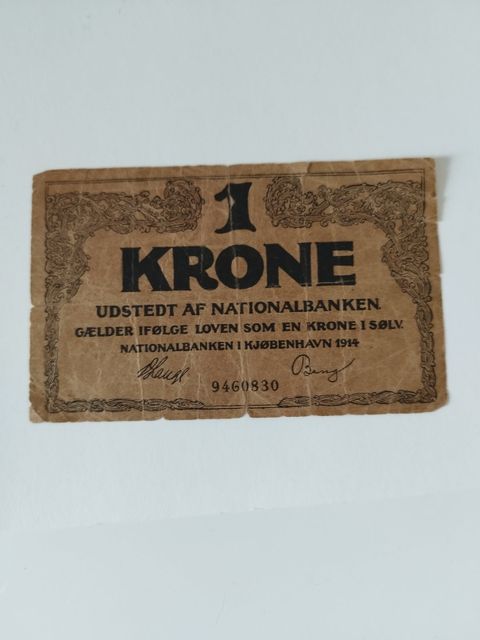 1
KRONE
UDSTEDT AF NATIONALBANKEN
GÆLDER IFØLGE LOVEN SOM EN KRONE I SØLV.
NATIONALBANKEN I KJØBENHAVN 1914
9460830